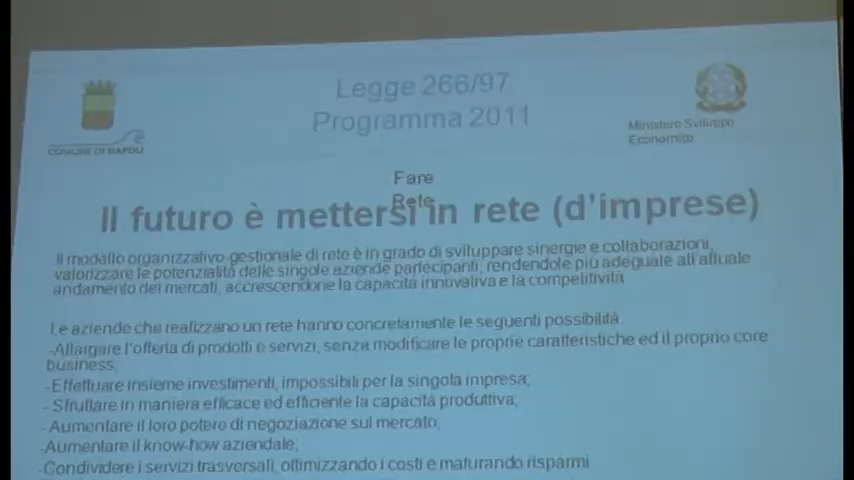 Legge 266/97
Programma 2011
COMUNE DI NAPOLI
Ministero Sviluppo
Economico
Fare
Rete
Il futuro è mettersi in rete (d'imprese)
Il modello organizzativo-gestionale di rete è in grado di sviluppare sinergie e collaborazioni,
valorizzare le potenzialità delle singole aziende partecipanti, rendendole più adeguate all'attuale
andamento dei mercati, accrescendone la capacità innovativa e la competitività
Le aziende che realizzano un rete hanno concretamente le seguenti possibilità:
-Allargare l'offerta di prodotti e servizi, senza modificare le proprie caratteristiche ed il proprio core
business;
-Effettuare insieme investimenti, impossibili per la singola impresa;
- Sfruttare in maniera efficace ed efficiente la capacità produttiva;
- Aumentare il loro potere di negoziazione sul mercato;
-Aumentare il know-how aziendale;
-Condividere i servizi trasversali, ottimizzando i costi e maturando risparmi